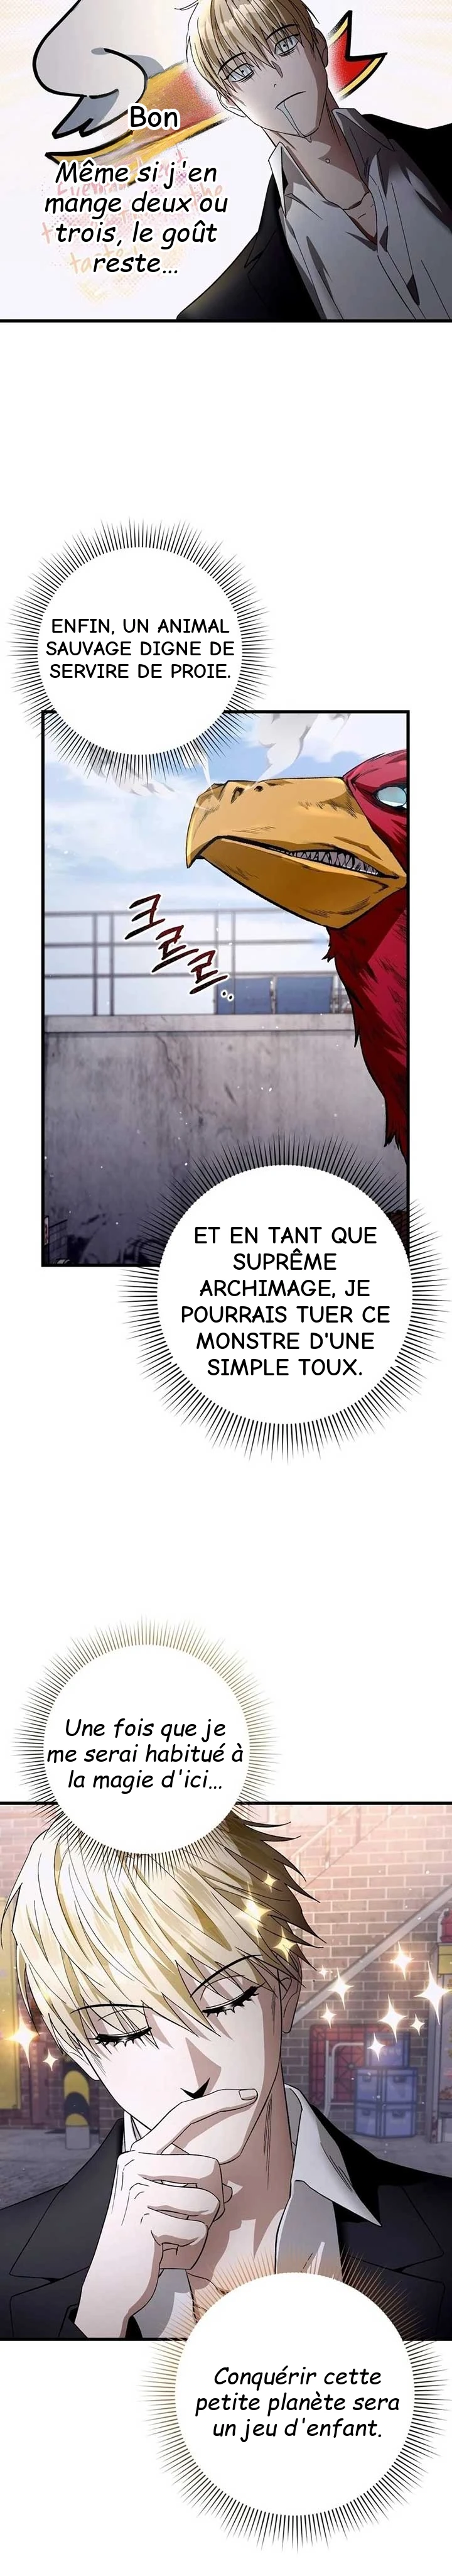 Bon
Même si j'en
mange deux ou
trois, le goût
reste...
ENFIN, UN ANIMAL
SAUVAGE DIGNE DE
SERVIRE DE PROIE.
크르르
ET EN TANT QUE
SUPRÊME
ARCHIMAGE, JE
POURRAIS TUER CE
MONSTRE D'UNE
SIMPLE TOUX.
Une fois que je
me serai habitué à
la magie d'ici...
Conquérir cette
petite planète sera
un jeu d'enfant.